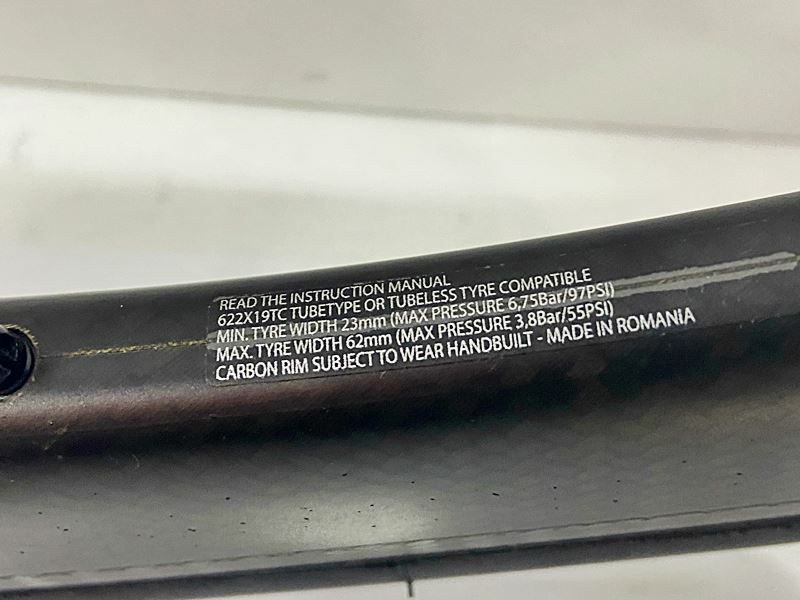 READ THE INSTRUCTION MANUAL
622X19TC TUBETYPE OR TUBELESS TYRE COMPATIBLE
MIN. TYRE WIDTH 23mm (MAX PRESSURE 6,75Bar/97PSI)
MAX. TYRE WIDTH 62mm (MAX PRESSURE 3,8Bar/55PSI)
CARBON RIM SUBJECT TO WEAR HANDBUILT - MADE IN ROMANIA